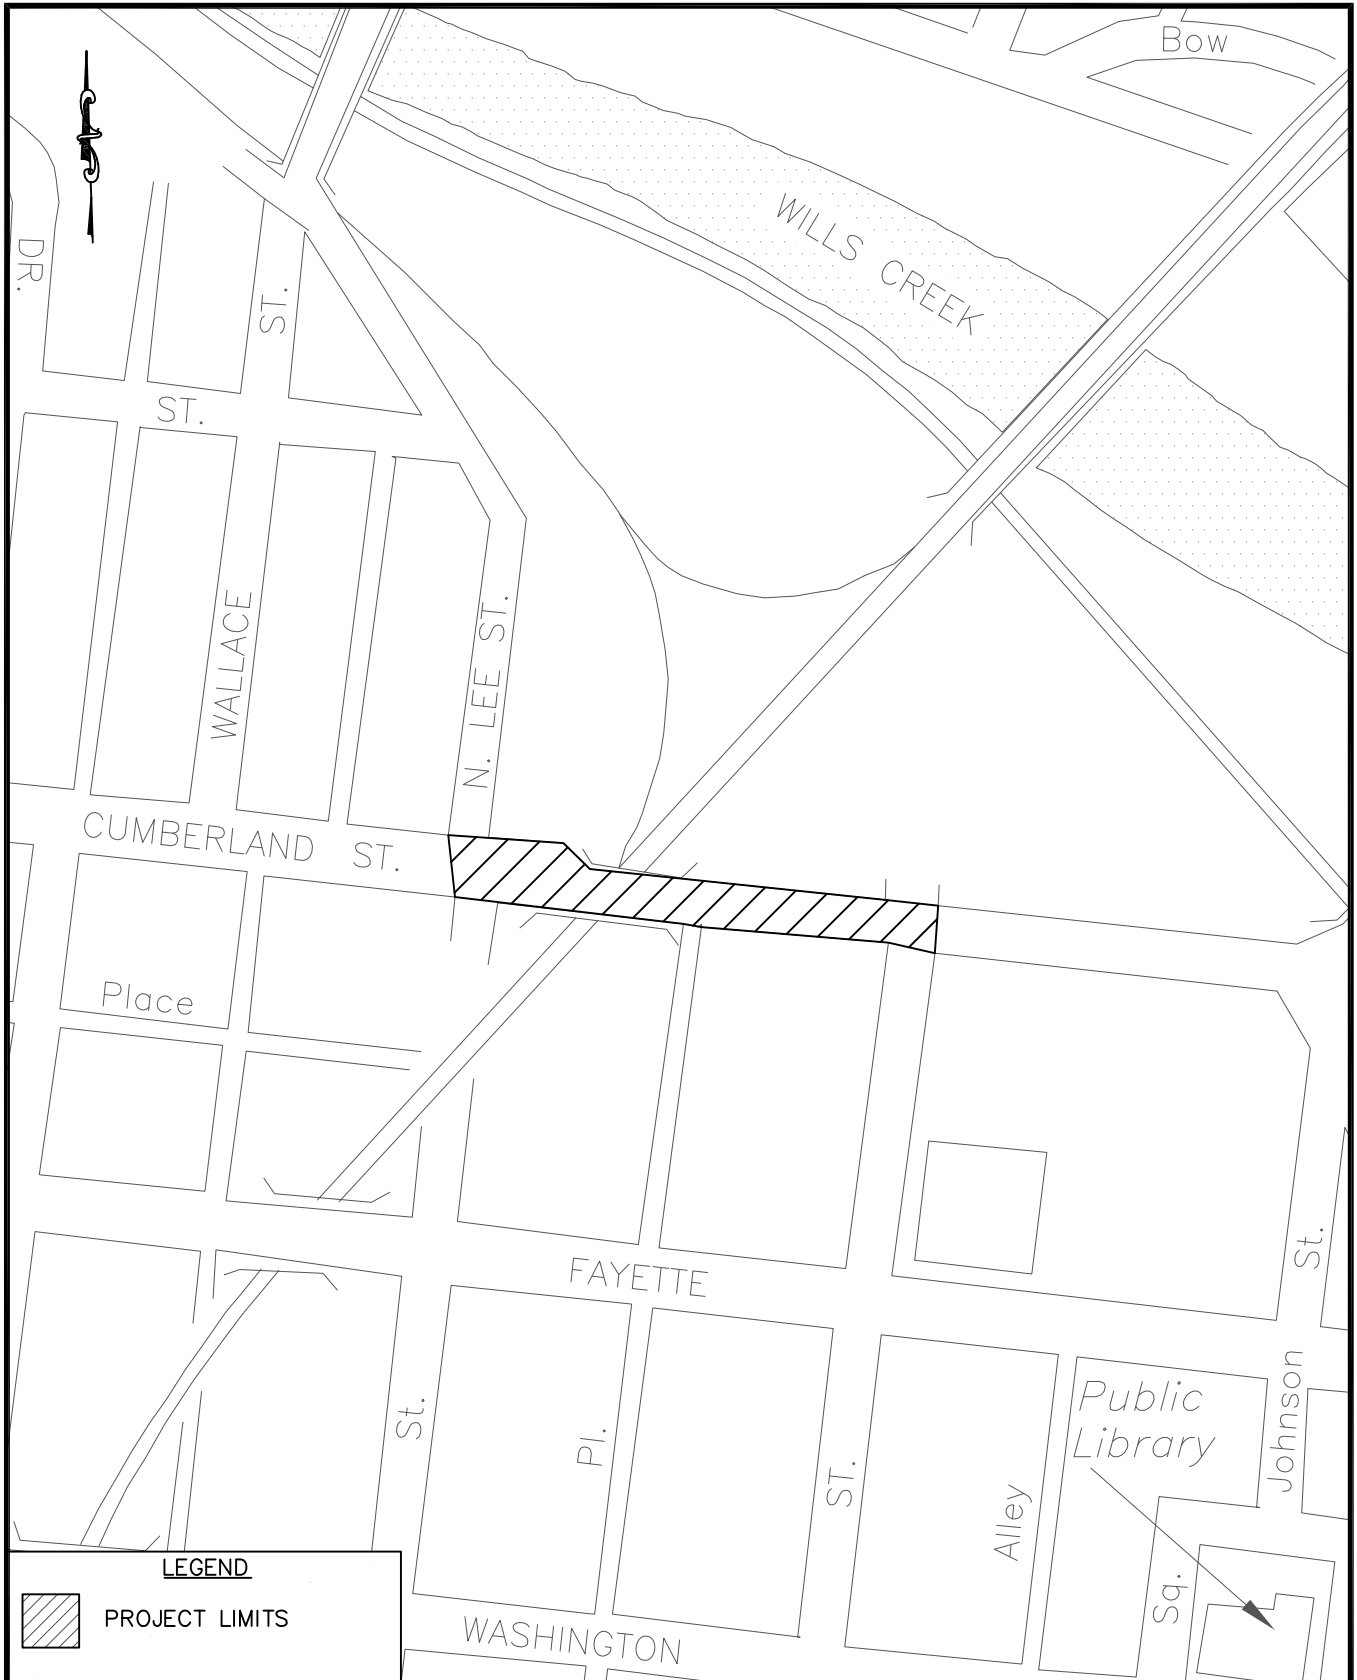 Bow
WILLS CREEK
DR.
ST.
ST.
WALLACE
N. LEE ST.
CUMBERLAND ST.
Place
FAYETTE
St.
St.
Pl.
ST.
Alley
Public
Library
Johnson
Sq.
WASHINGTON
LEGEND
PROJECT LIMITS